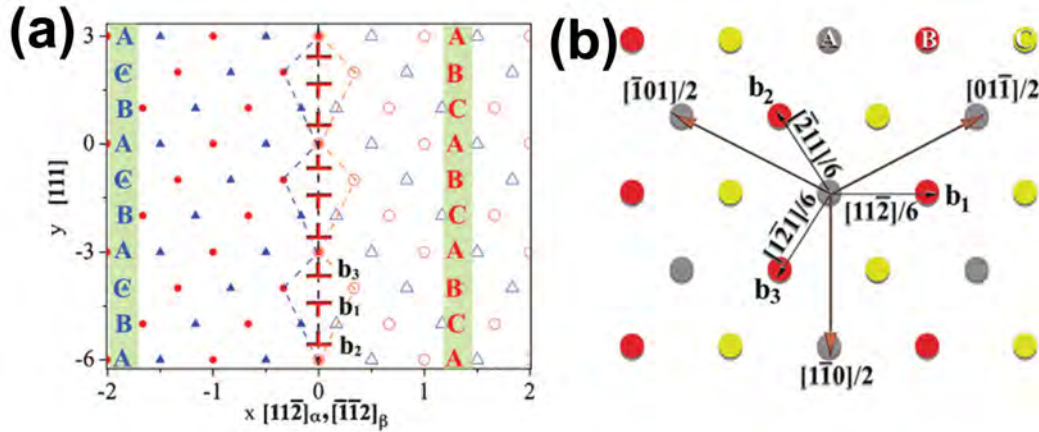 (a)
3 A A
C B
B C
0 A A
C B
B C
-3 A A
b₃
C B
b₁
B C
b₂
-6 A A
y [111]
-2 -1 0 1 2
x [112̄]α,[1̄1̄2]β
(b)
A B C
[1̄01]/2
b₂
[011̄]/2
[2̄11]/6
b₁
[112̄]/6
[12̄1]/6
b₃
[11̄0]/2